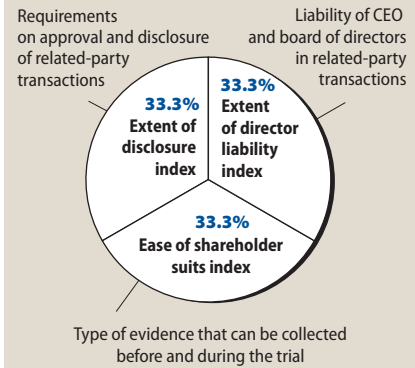 Requirements
on approval and disclosure
of related-party
transactions
Liability of CEO
and board of directors
in related-party
transactions
33.3%
Extent of
disclosure
index
33.3%
Extent
of director
liability
index
33.3%
Ease of shareholder
suits index
Type of evidence that can be collected
before and during the trial